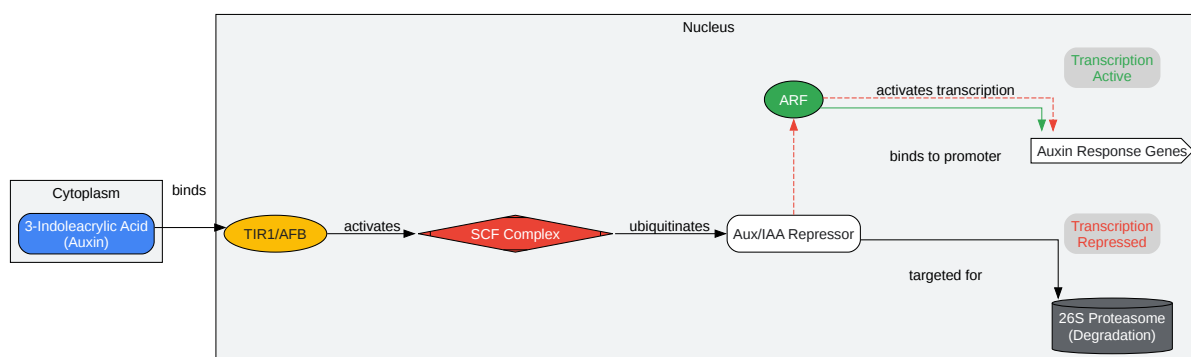 Nucleus
Transcription
Active
ARF
activates transcription
binds to promoter
Auxin Response Genes
Cytoplasm
binds
3-Indoleacrylic Acid
(Auxin)
TIR1/AFB
activates
SCF Complex
ubiquitinates
Aux/IAA Repressor
Transcription
Repressed
targeted for
26S Proteasome
(Degradation)